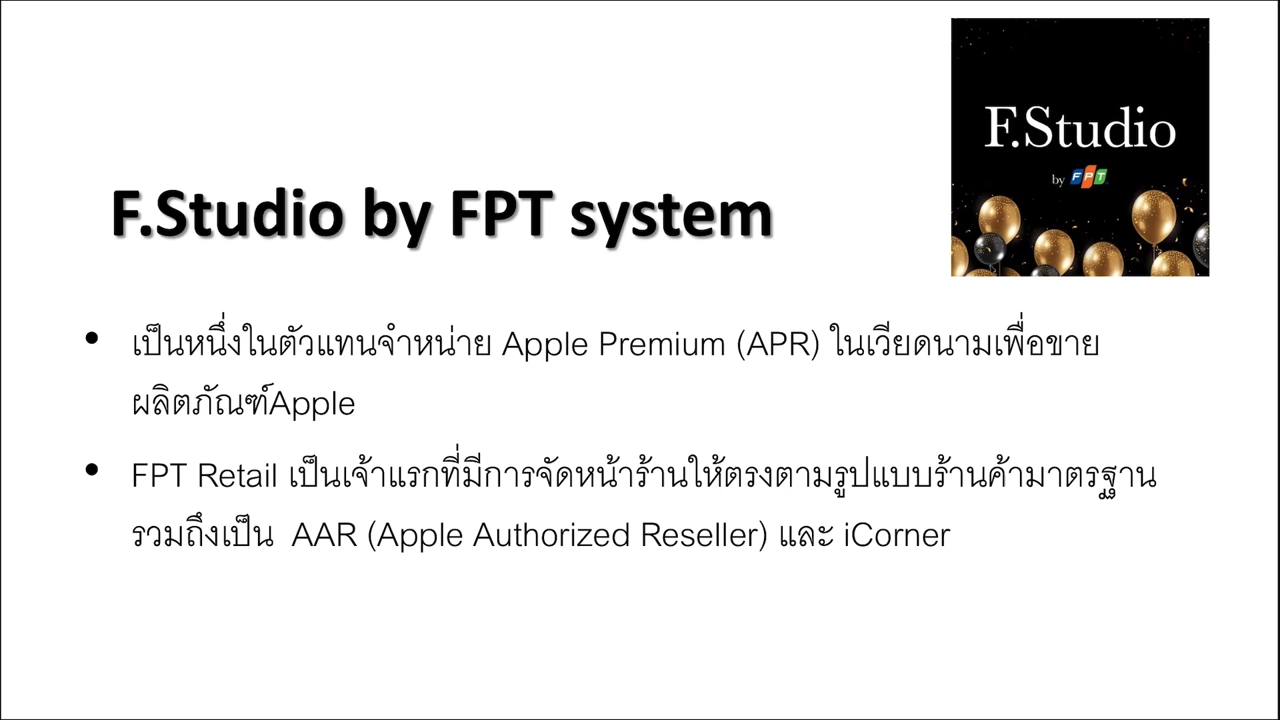 F.Studio
by FPT
F.Studio by FPT system
• เป็นหนึ่งในตัวแทนจำหน่าย Apple Premium (APR) ในเวียดนามเพื่อขาย
ผลิตภัณฑ์Apple
• FPT Retail เป็นเจ้าแรกที่มีการจัดหน้าร้านให้ตรงตามรูปแบบร้านค้ามาตรฐาน
รวมถึงเป็น AAR (Apple Authorized Reseller) และ iCorner